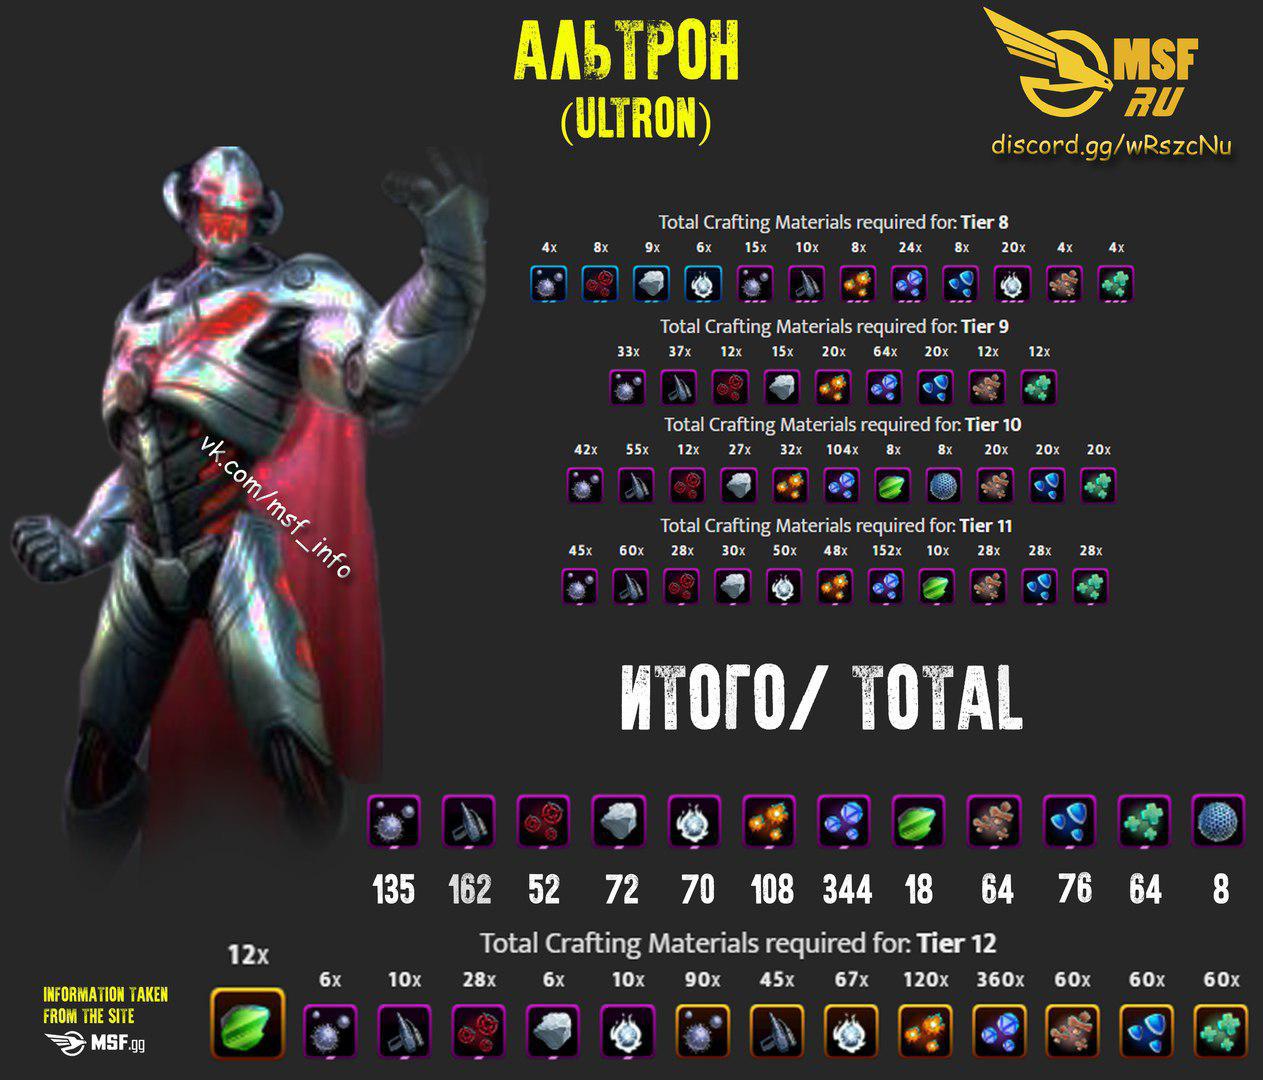 АЛЬТРОН
(ULTRON)
MSF
RU
discord.gg/wRszcNu
Total Crafting Materials required for: Tier 8
4x 8x 9x 6x 15x 10x 8x 24x 8x 20x 4x 4x
Total Crafting Materials required for: Tier 9
33x 37x 12x 15x 20x 64x 20x 12x 12x
Total Crafting Materials required for: Tier 10
42x 55x 12x 27x 32x 104x 8x 8x 20x 20x 20x
Total Crafting Materials required for: Tier 11
45x 60x 28x 30x 50x 48x 152x 10x 28x 28x 28x
vk.com/msf_info
ИТОГО/ TOTAL
135 162 52 72 70 108 344 18 64 76 64 8
Total Crafting Materials required for: Tier 12
12x 6x 10x 28x 6x 10x 90x 45x 67x 120x 360x 60x 60x 60x
INFORMATION TAKEN
FROM THE SITE
MSF.gg